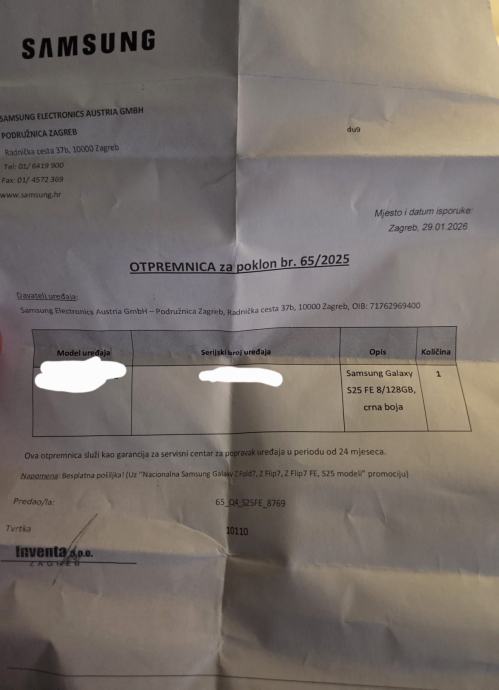 SAMSUNG
SAMSUNG ELECTRONICS AUSTRIA GMBH
PODRUŽNICA ZAGREB
Radnička cesta 37b, 10000 Zagreb
Tel: 01/ 6419 900
Fax: 01/ 4572 369
www.samsung.hr
du9
Mjesto i datum isporuke:
Zagreb, 29.01.2026
OTPREMNICA za poklon br. 65/2025
Davatelj uređaja:
Samsung Electronics Austria GmbH – Podružnica Zagreb, Radnička cesta 37b, 10000 Zagreb, OIB: 71762969400
Model uređaja Serijski broj uređaja Opis Količina
Samsung Galaxy 1
S25 FE 8/128GB,
crna boja
Ova otpremnica služi kao garancija za servisni centar za popravak uređaja u periodu od 24 mjeseca.
Napomena: Besplatna pošiljka! (Uz "Nacionalna Samsung Galaxy ZFold7, Z Flip7, Z Flip7 FE, S25 modeli" promociju)
Predao/la: 65_Q4_S25FE_8769
Tvrtka 10110
Inventa d.o.o.
ZAGREB